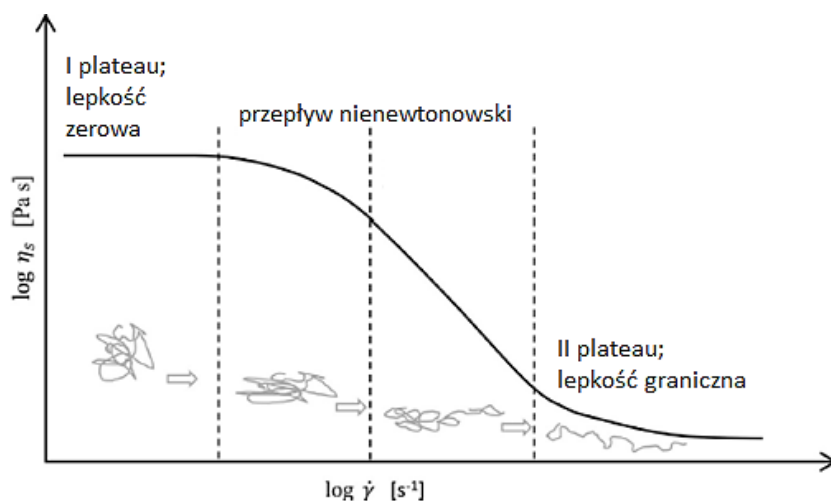 I plateau;
lepkość
zerowa
przepływ nienewtonowski
log ηs [Pa s]
II plateau;
lepkość graniczna
log γ̇ [s-1]